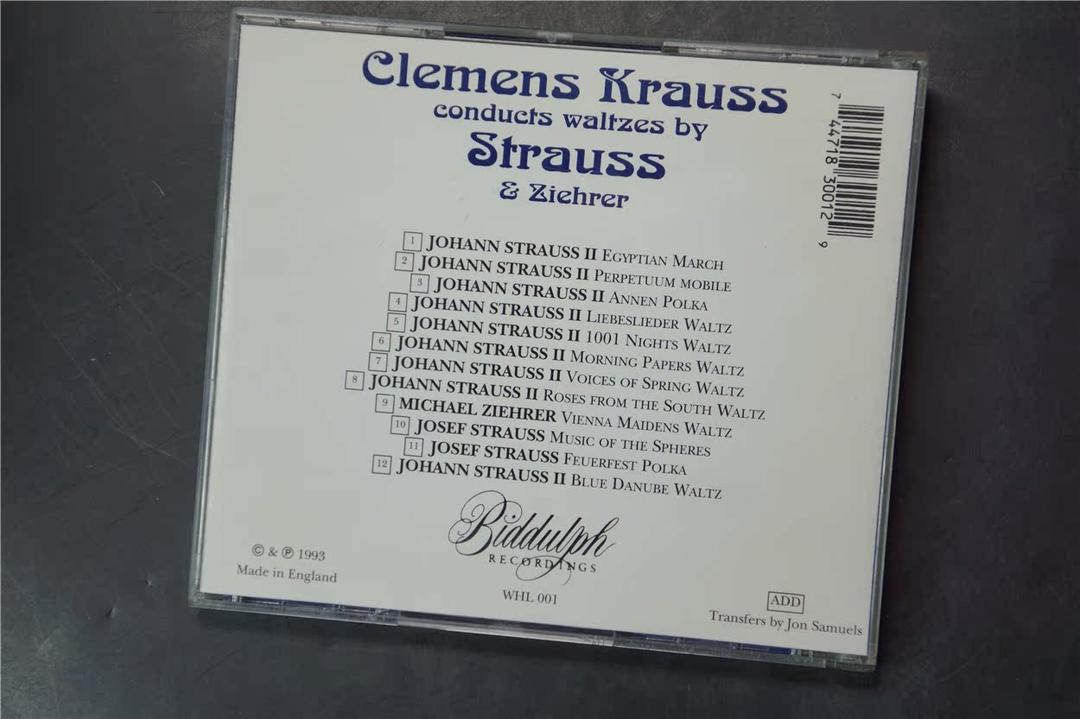 Clemens Krauss
conducts waltzes by
Strauss
& Ziehrer
7 44718 30012 9
1 JOHANN STRAUSS II EGYPTIAN MARCH
2 JOHANN STRAUSS II PERPETUUM MOBILE
3 JOHANN STRAUSS II ANNEN POLKA
4 JOHANN STRAUSS II LIEBESLIEDER WALTZ
5 JOHANN STRAUSS II 1001 NIGHTS WALTZ
6 JOHANN STRAUSS II MORNING PAPERS WALTZ
7 JOHANN STRAUSS II VOICES OF SPRING WALTZ
8 JOHANN STRAUSS II ROSES FROM THE SOUTH WALTZ
9 MICHAEL ZIEHRER VIENNA MAIDENS WALTZ
10 JOSEF STRAUSS MUSIC OF THE SPHERES
11 JOSEF STRAUSS FEUERFEST POLKA
12 JOHANN STRAUSS II BLUE DANUBE WALTZ
Biddulph
RECORDINGS
© & ℗ 1993
Made in England
WHL 001
ADD
Transfers by Jon Samuels